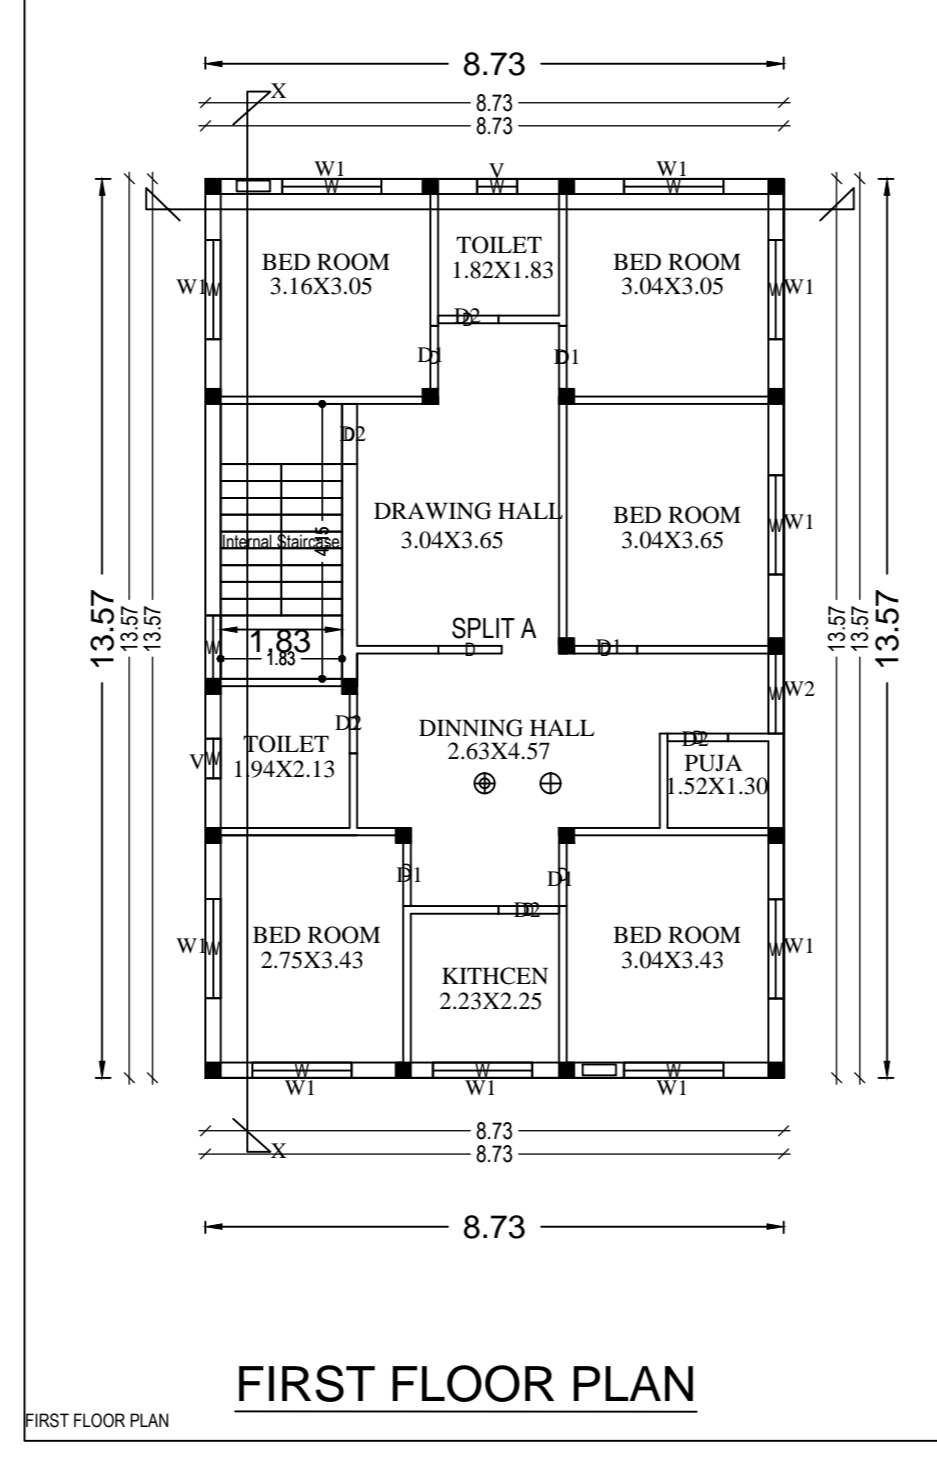 8.73
X
8.73
8.73
W1
V
W1
W
W
W
BED ROOM
3.16X3.05
TOILET
1.82X1.83
BED ROOM
3.04X3.05
W1
W
W
W1
D2
D1
D1
D2
DRAWING HALL
3.04X3.65
BED ROOM
3.04X3.65
W
W1
Internal Staircase
4.15
13.57
13.57
13.57
13.57
13.57
13.57
SPLIT A
1.83
1.83
W
D
D1
W
W2
DINNING HALL
2.63X4.57
D2
D2
TOILET
1.94X2.13
V
W
PUJA
1.52X1.30
D1
D1
D2
BED ROOM
2.75X3.43
KITHCEN
2.23X2.25
BED ROOM
3.04X3.43
W1
W
W
W1
W
W
W
W1
W1
W1
8.73
X
8.73
8.73
FIRST FLOOR PLAN
FIRST FLOOR PLAN